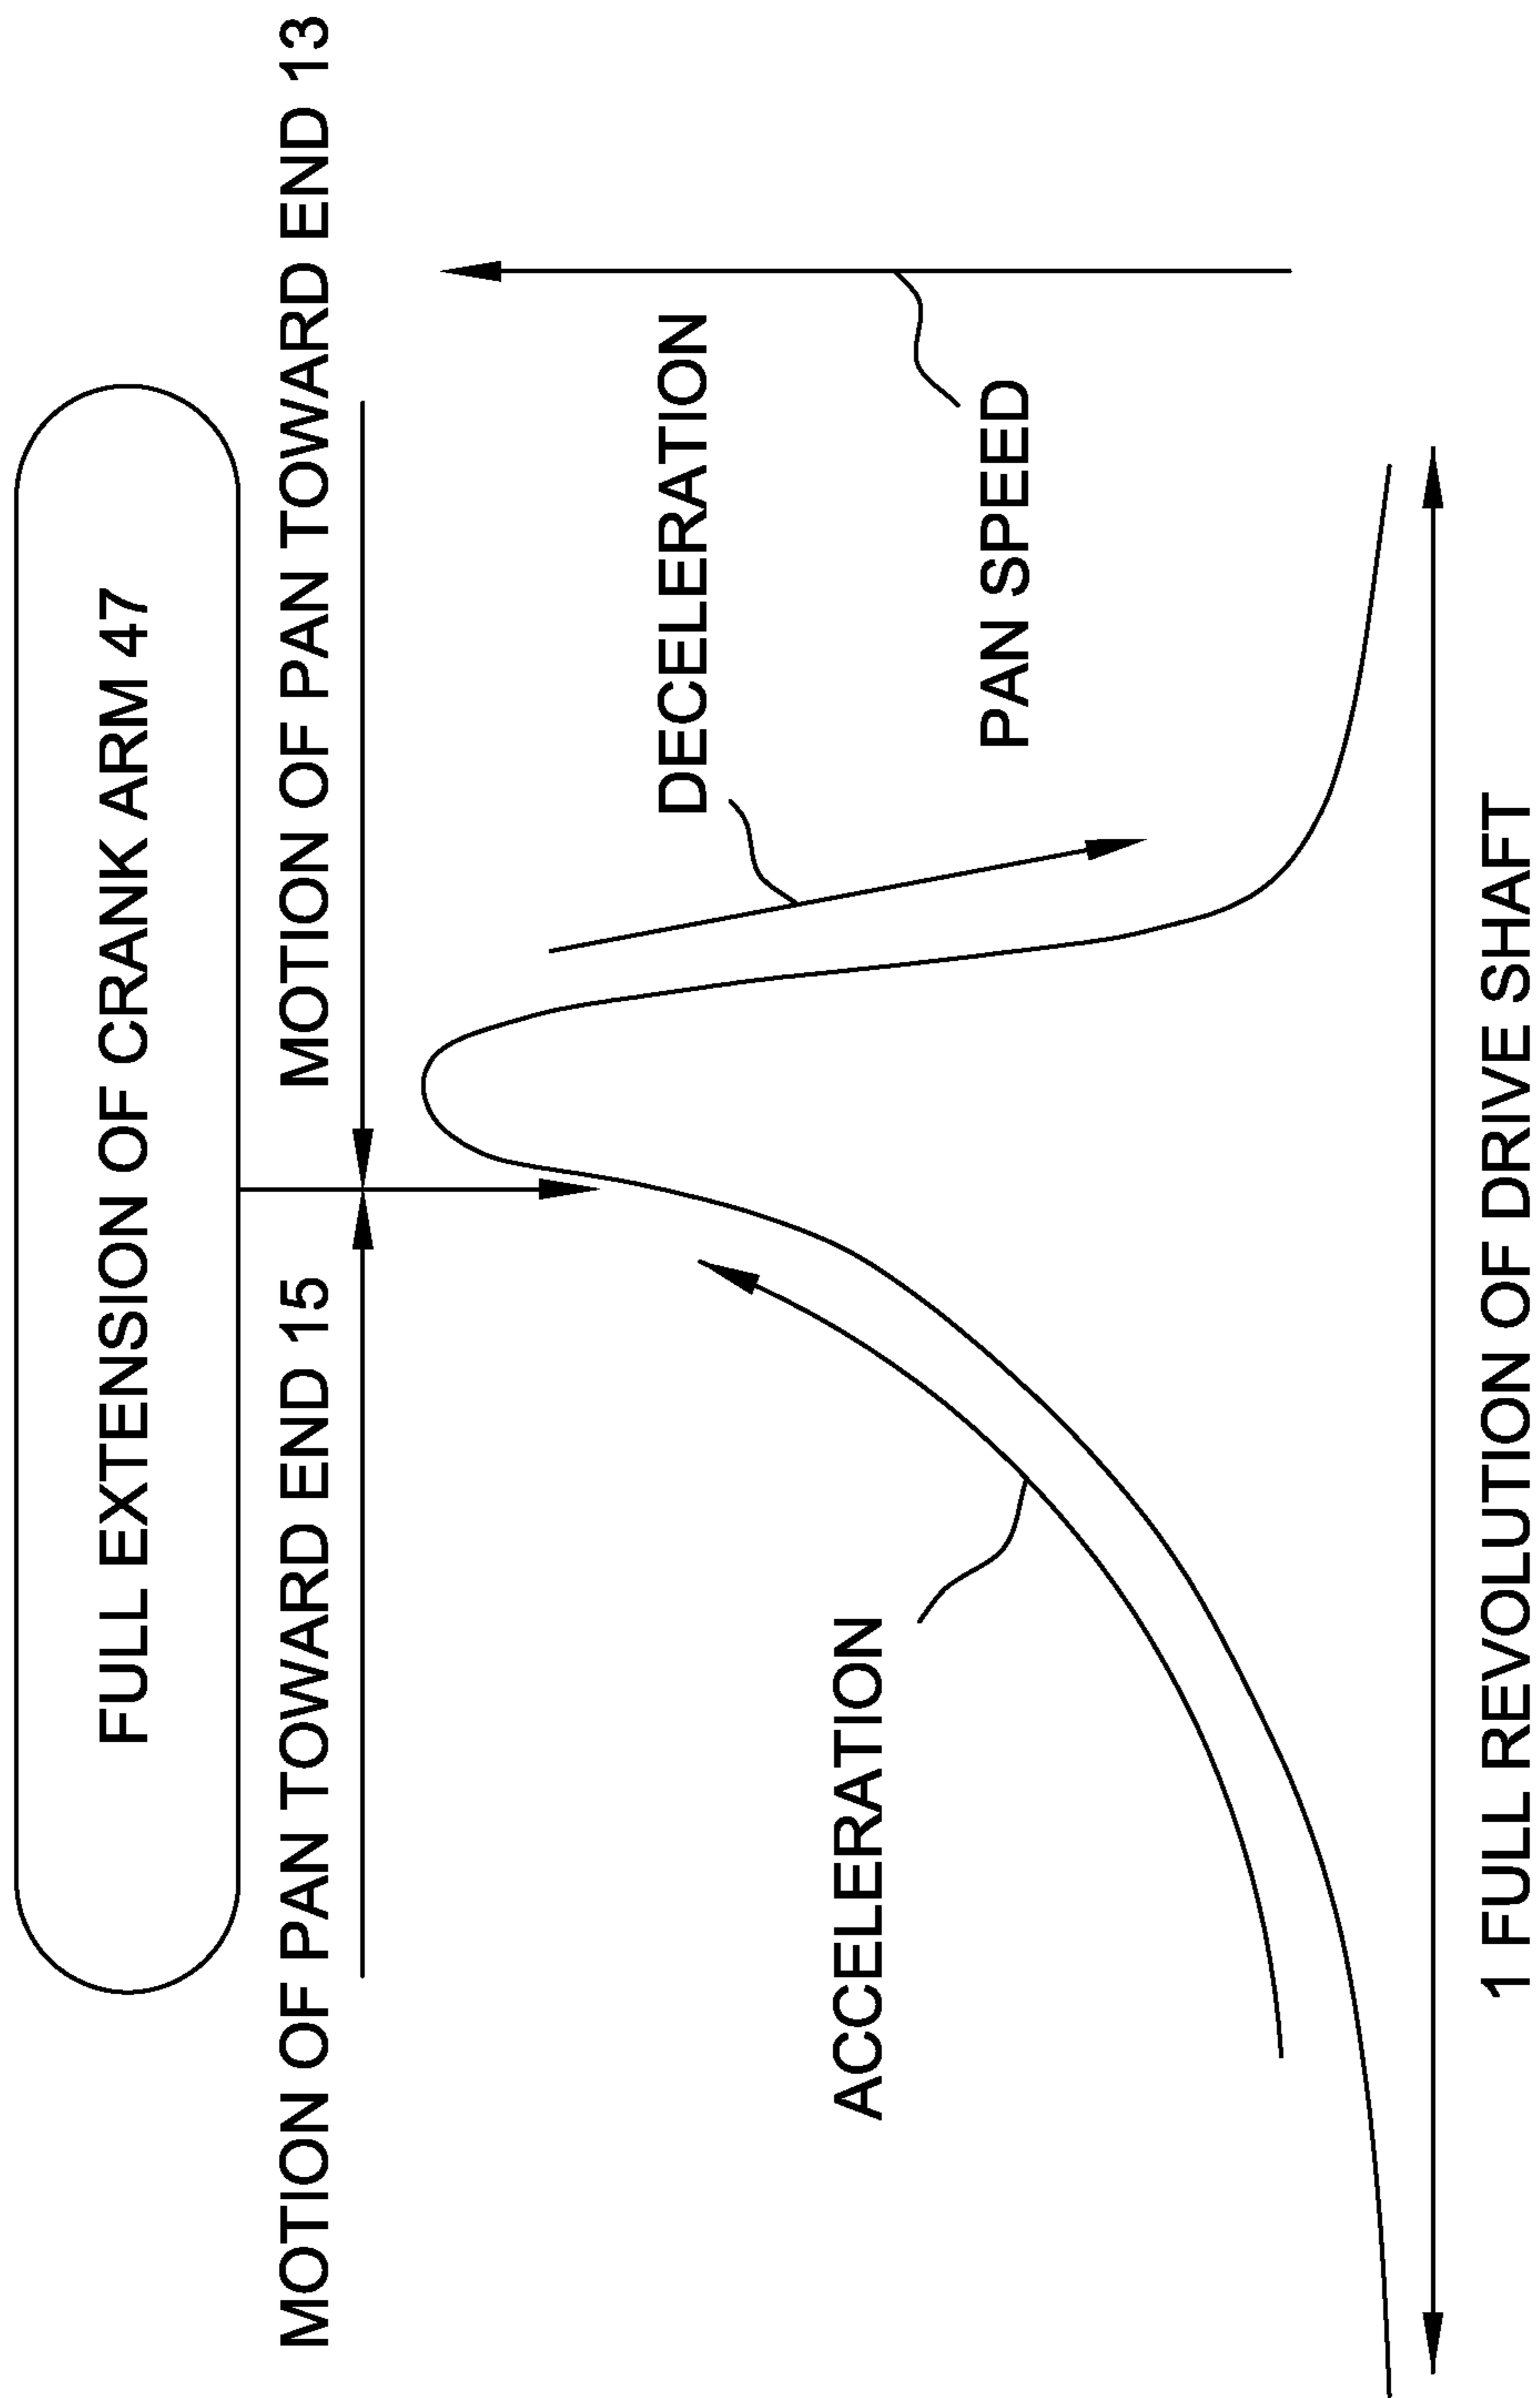 FULL EXTENSION OF CRANK ARM 47
MOTION OF PAN TOWARD END 15
MOTION OF PAN TOWARD END 13
DECELERATION
ACCELERATION
PAN SPEED
1 FULL REVOLUTION OF DRIVE SHAFT